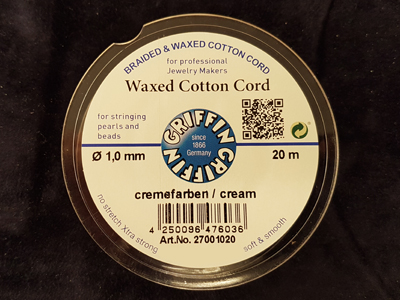 BRAIDED & WAXED COTTON CORD
for professional
Jewelry Makers
Waxed Cotton Cord
for stringing
pearls and
beads
GRIFFIN GRIFFIN
since
1866
Germany
Ø 1,0 mm
20 m
cremefarben / cream
4 250096 476036
Art.No. 27001020
no stretch Xtra strong
soft & smooth